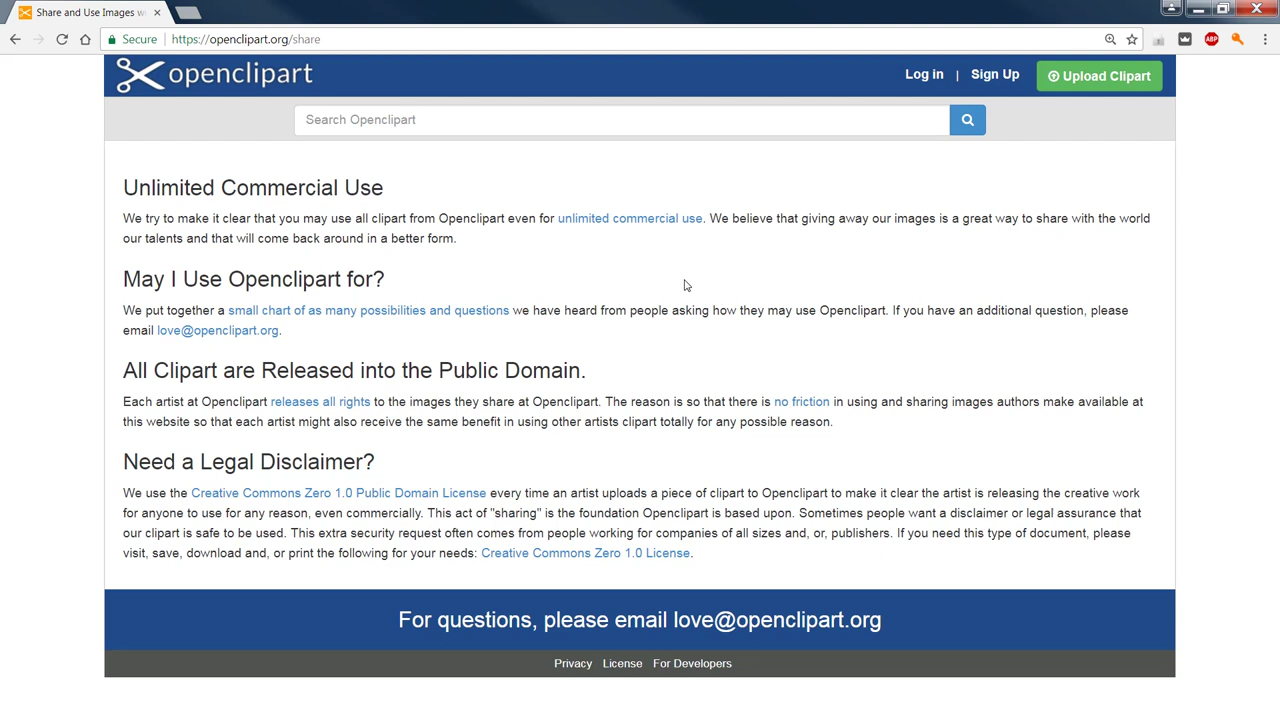 Share and Use Images w
Secure https://openclipart.org/share
ABP
openclipart
Log in | Sign Up Upload Clipart
Search Openclipart
Unlimited Commercial Use
We try to make it clear that you may use all clipart from Openclipart even for unlimited commercial use. We believe that giving away our images is a great way to share with the world
our talents and that will come back around in a better form.
May I Use Openclipart for?
We put together a small chart of as many possibilities and questions we have heard from people asking how they may use Openclipart. If you have an additional question, please
email love@openclipart.org.
All Clipart are Released into the Public Domain.
Each artist at Openclipart releases all rights to the images they share at Openclipart. The reason is so that there is no friction in using and sharing images authors make available at
this website so that each artist might also receive the same benefit in using other artists clipart totally for any possible reason.
Need a Legal Disclaimer?
We use the Creative Commons Zero 1.0 Public Domain License every time an artist uploads a piece of clipart to Openclipart to make it clear the artist is releasing the creative work
for anyone to use for any reason, even commercially. This act of "sharing" is the foundation Openclipart is based upon. Sometimes people want a disclaimer or legal assurance that
our clipart is safe to be used. This extra security request often comes from people working for companies of all sizes and, or, publishers. If you need this type of document, please
visit, save, download and, or print the following for your needs: Creative Commons Zero 1.0 License.
For questions, please email love@openclipart.org
Privacy License For Developers